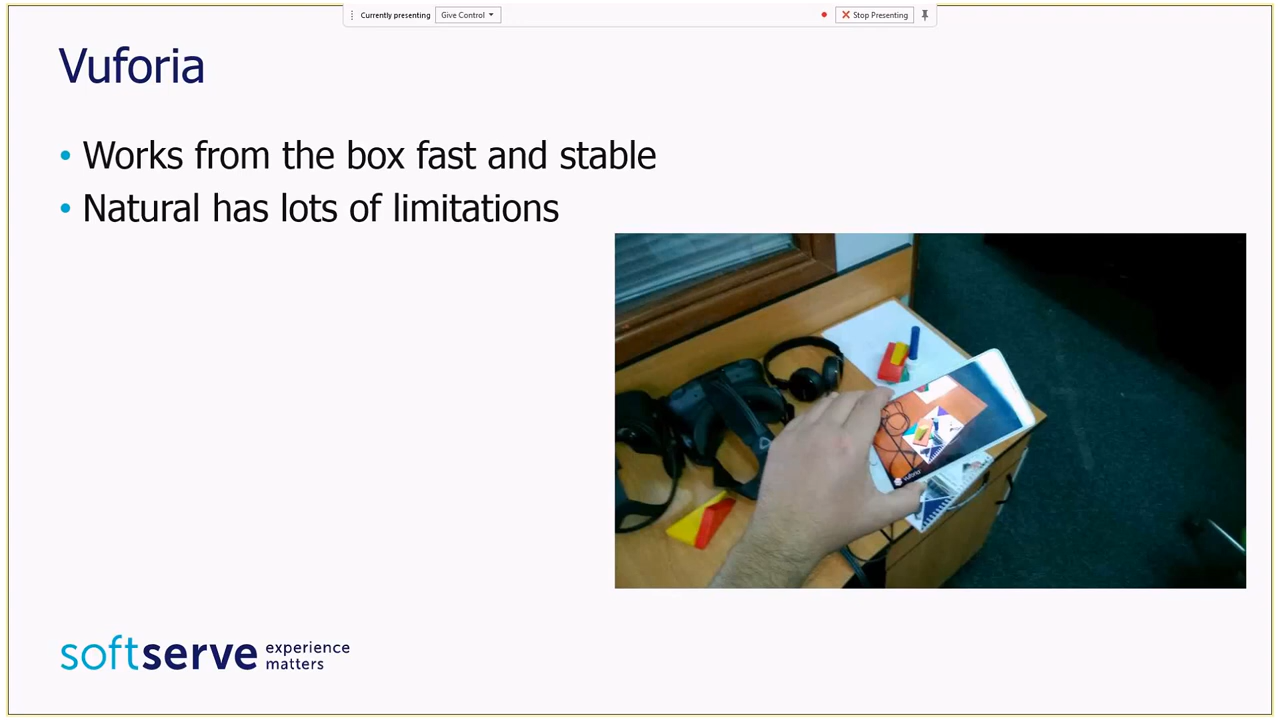 Currently presenting Give Control Stop Presenting
Vuforia
• Works from the box fast and stable
• Natural has lots of limitations
vuforia
softserve experience
matters